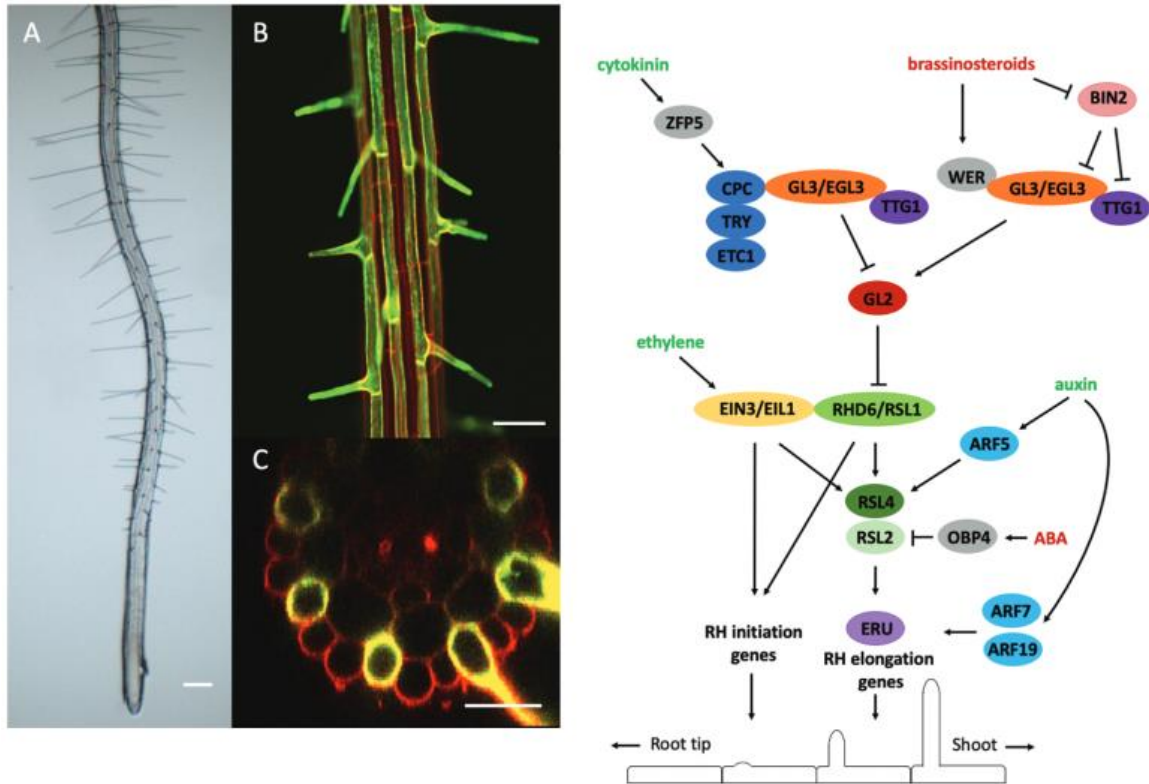 A
B
C
cytokinin
brassinosteroids
BIN2
ZFP5
CPC
GL3/EGL3
TTG1
WER
GL3/EGL3
TTG1
TRY
ETC1
GL2
ethylene
auxin
EIN3/EIL1
RHD6/RSL1
ARF5
RSL4
RSL2
OBP4
ABA
ARF7
ARF19
ERU
RH initiation
genes
RH elongation
genes
Root tip
Shoot